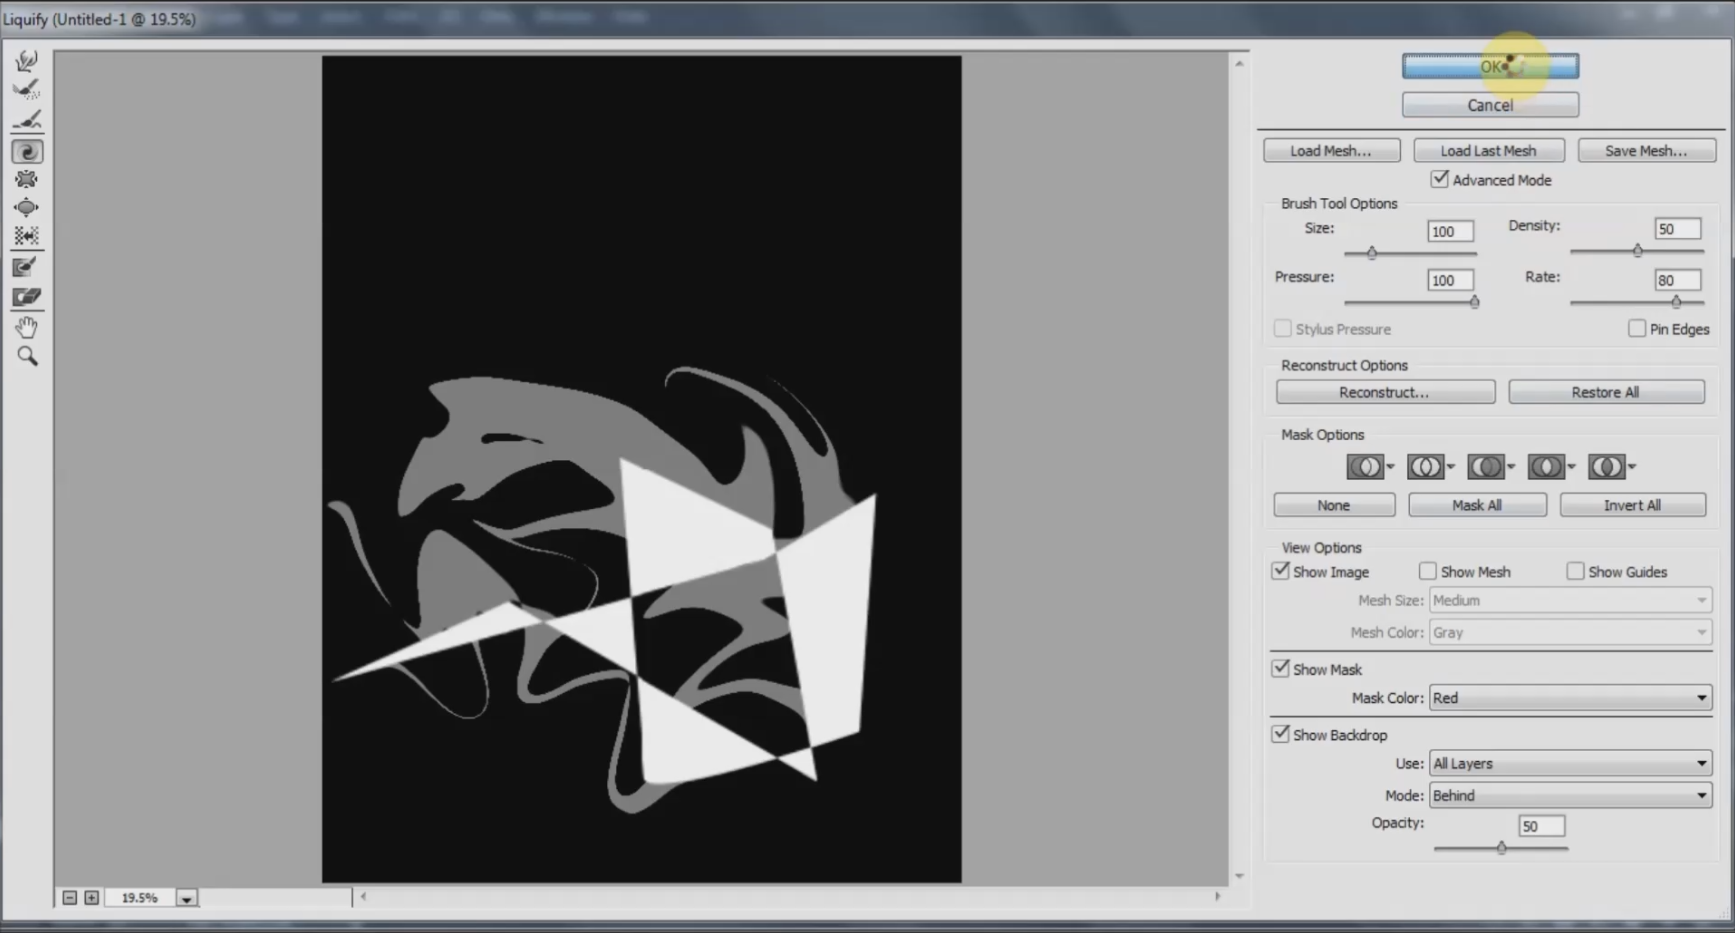 Liquify (Untitled-1 @ 19.5%)
OK
Cancel
Load Mesh... Load Last Mesh Save Mesh...
Advanced Mode
Brush Tool Options
Size: 100 Density: 50
Pressure: 100 Rate: 80
Stylus Pressure Pin Edges
Reconstruct Options
Reconstruct... Restore All
Mask Options
None Mask All Invert All
View Options
Show Image Show Mesh Show Guides
Mesh Size: Medium
Mesh Color: Gray
Show Mask
Mask Color: Red
Show Backdrop
Use: All Layers
Mode: Behind
Opacity: 50
19.5%